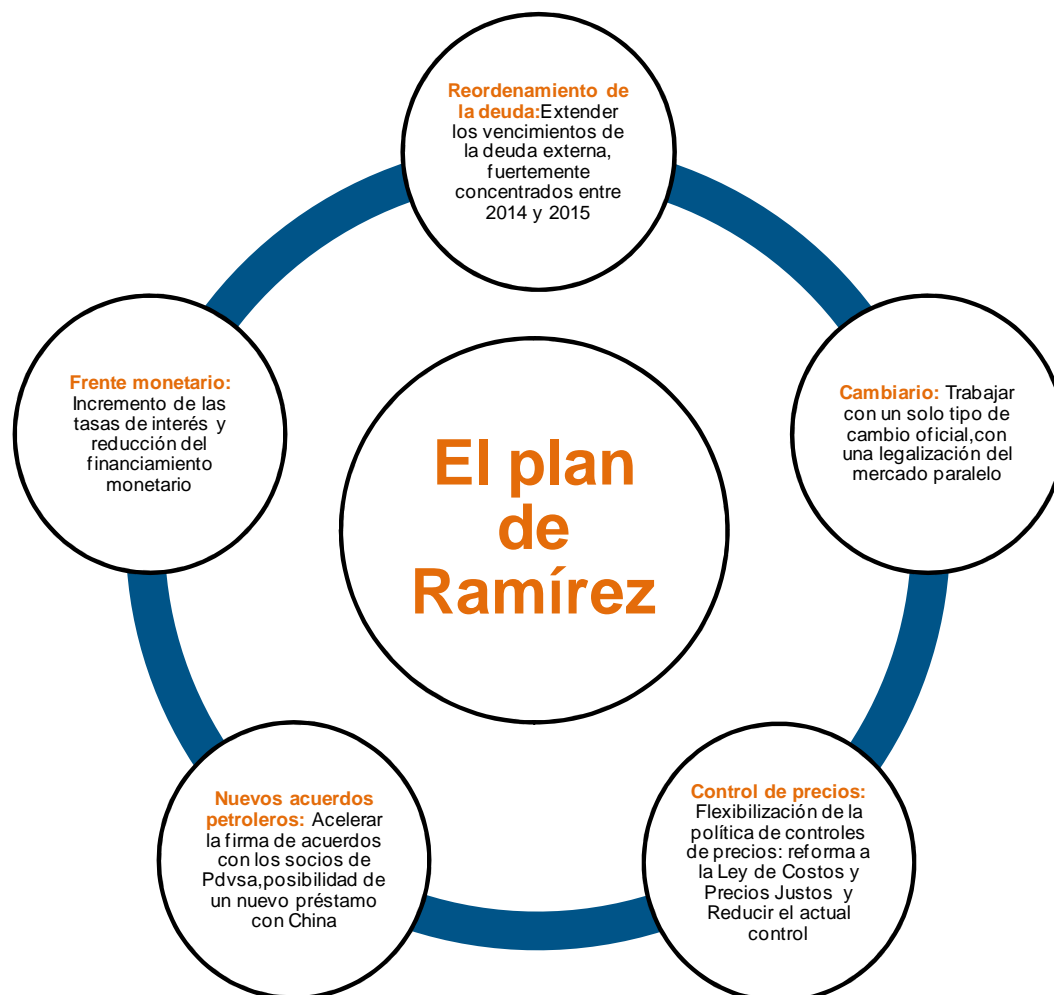 Reordenamiento de
la deuda:Extender
los vencimientos de
la deuda externa,
fuertemente
concentrados entre
2014 y 2015
Frente monetario:
Incremento de las
tasas de interés y
reducción del
financiamiento
monetario
Cambiario: Trabajar
con un solo tipo de
cambio oficial,con
una legalización del
mercado paralelo
El plan
de
Ramírez
Nuevos acuerdos
petroleros: Acelerar
la firma de acuerdos
con los socios de
Pdvsa,posibilidad de
un nuevo préstamo
con China
Control de precios:
Flexibilización de la
política de controles
de precios: reforma a
la Ley de Costos y
Precios Justos y
Reducir el actual
control